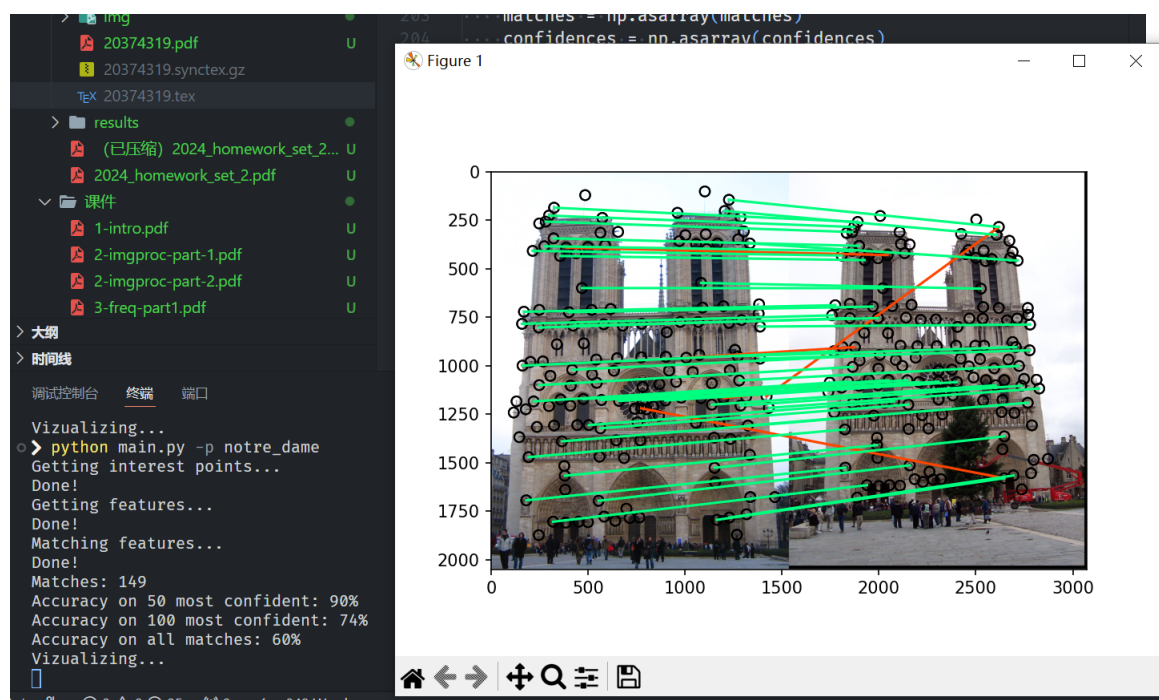 img
20374319.pdf U
20374319.synctex.gz
TEX 20374319.tex
results
(已压缩) 2024_homework_set_2... U
2024_homework_set_2.pdf U
课件
1-intro.pdf U
2-imgproc-part-1.pdf U
2-imgproc-part-2.pdf U
3-freq-part1.pdf U
大纲
时间线
调试控制台 终端 端口
Vizualizing...
❯ python main.py -p notre_dame
Getting interest points...
Done!
Getting features...
Done!
Matching features...
Done!
Matches: 149
Accuracy on 50 most confident: 90%
Accuracy on 100 most confident: 74%
Accuracy on all matches: 60%
Vizualizing...
203 matches = np.asarray(matches)
204 confidences = np.asarray(confidences)
Figure 1
0
250
500
750
1000
1250
1500
1750
2000
0 500 1000 1500 2000 2500 3000